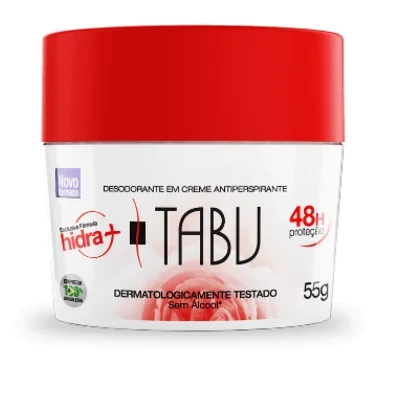 Novo
formato
DESODORANTE EM CREME ANTIPERSPIRANTE
Exclusiva Fórmula
hidra+
TABU
48H
proteção
DERMATOLOGICAMENTE TESTADO
Sem Álcool*
55g